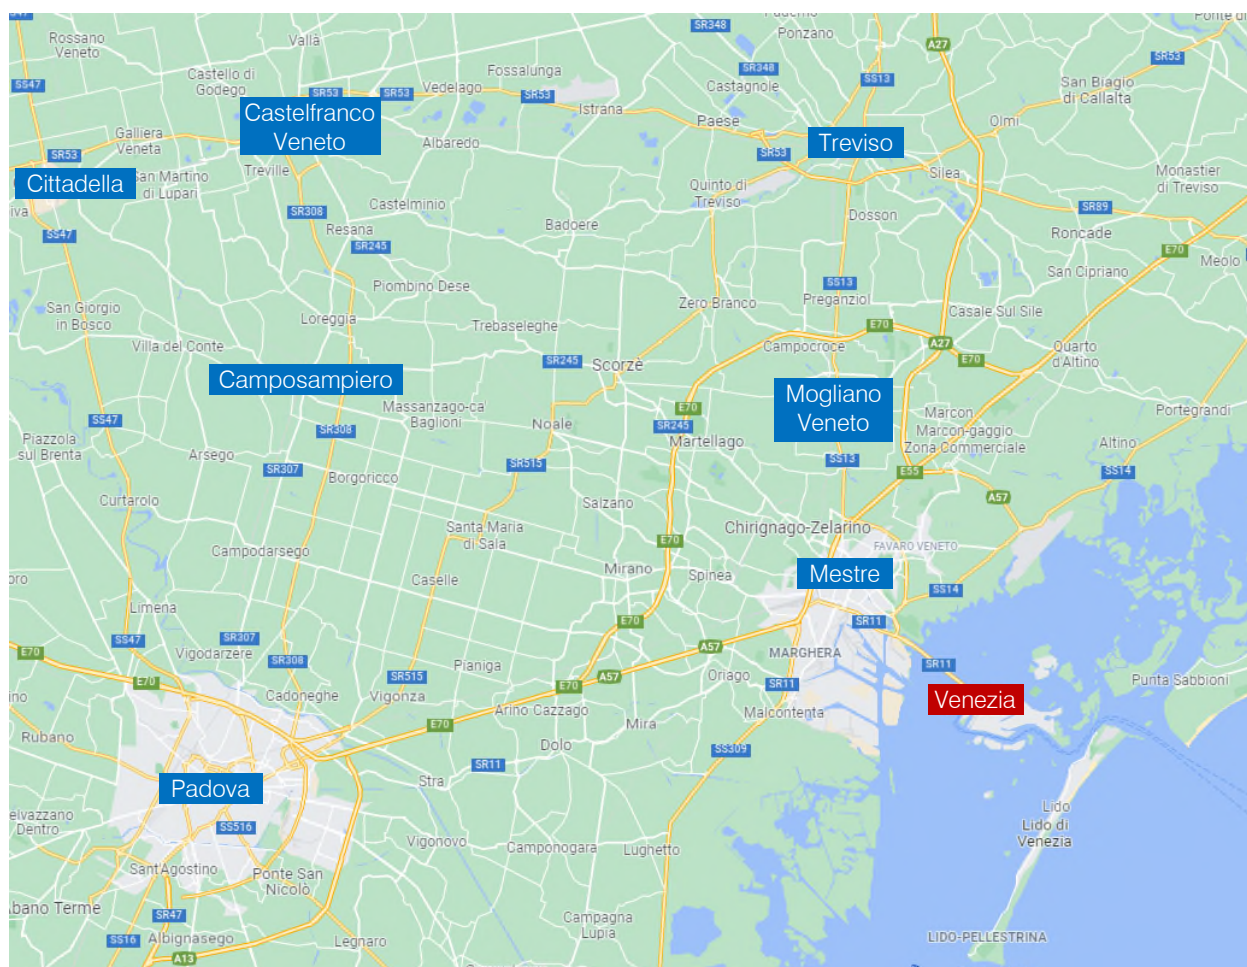 Rossano
Veneto
SS47
Vallà
SR348
Ponzano
A27
SR53
Castello di
Godego
SR53
SR53
Vedelago
Fossalunga
SR53
Istrana
SR348
Castagnole
SS13
San Biagio
di Callalta
Castelfranco
Veneto
Galliera
Veneta
SR53
Albaredo
Paese
SR53
Treviso
Olmi
Silea
Monastier
di Treviso
Cittadella
San Martino
di Lupari
Treville
Quinto di
Treviso
SS47
SR308
Resana
SR245
Castelminio
Badoere
Dosson
SR89
Roncade
E70
Meolo
San Cipriano
San Giorgio
in Bosco
Piombino Dese
SS13
Preganziol
Zero Branco
Casale Sul Sile
Loreggia
Trebaseleghe
E70
A27
E70
Villa del Conte
SR245
Scorzè
Campocroce
Quarto
d'Altino
Camposampiero
Mogliano
Veneto
SS47
Massanzago-ca'
Baglioni
E70
SR245
Noale
Martellago
Marcon
Marcon-gaggio
Zona Commerciale
Portegrandi
Altino
Piazzola
sul Brenta
Arsego
SR308
SR307
Borgoricco
SR515
SS13
E55
SS14
A57
Curtarolo
Salzano
Santa Maria
di Sala
Chirignago-Zelarino
FAVARO VENETO
E70
Campodarsego
Caselle
Mirano
Spinea
Mestre
SS14
Limena
E70
SR11
SS47
SR307
E70
Vigodarzere
SR308
Pianiga
A57
MARGHERA
SR11
E70
Cadoneghe
SR515
Vigonza
E70
A57
Oriago
SR11
Venezia
Punta Sabbioni
Arino Cazzago
Mira
Malcontenta
Rubano
E70
Dolo
SS309
SR11
Stra
Padova
Lido
Lido di
Venezia
Dentro
SS516
Vigonovo
Camponogara
Lughetto
Sant'Agostino
Ponte San
Nicolò
SR47
Campagna
Lupia
SS16
Albignasego
A13
Legnaro
LIDO-PELLESTRINA